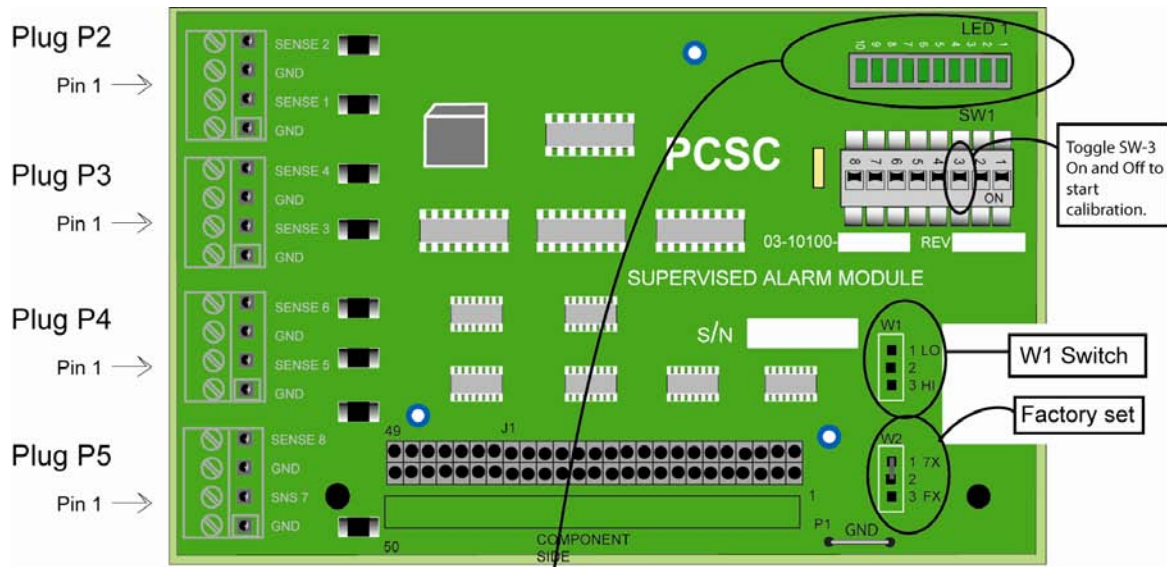 Plug P2
Pin 1
SENSE 2
GND
SENSE 1
GND
Plug P3
Pin 1
SENSE 4
GND
SENSE 3
GND
Plug P4
Pin 1
SENSE 6
GND
SENSE 5
GND
Plug P5
Pin 1
SENSE 8
GND
SNS 7
GND
LED 1
10 9 8 7 6 5 4 3 2 1
SW1
8 7 6 5 4 3 2 1
ON
Toggle SW-3
On and Off to
start
calibration.
PCSC
03-10100-
REV
SUPERVISED ALARM MODULE
S/N
W1
1 LO
2
3 HI
W1 Switch
Factory set
W2
1 7X
2
3 FX
49
J1
1
50
COMPONENT
SIDE
P1
GND